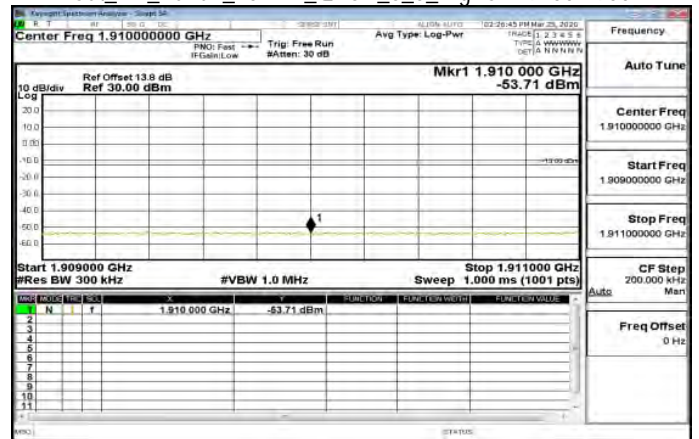 Keysight Spectrum Analyzer - Swept SA
Center Freq 1.910000000 GHz
PNO: Fast
IFGain:Low
Trig: Free Run
#Atten: 30 dB
Avg Type: Log-Pwr
02:26:45 PM Mar 25, 2020
TRACE 1 2 3 4 5 6
TYPE A WWWWW
DET A N N N N N
Ref Offset 13.8 dB
10 dB/div Ref 30.00 dBm
Log
Mkr1 1.910 000 GHz
-53.71 dBm
20.0
10.0
0.00
-10.0
-20.0
-30.0
-40.0
-50.0
-60.0
-13.00 dBm
1
Start 1.909000 GHz
Stop 1.911000 GHz
#Res BW 300 kHz
#VBW 1.0 MHz
Sweep 1.000 ms (1001 pts)
MKR MODE TRC SCL X Y FUNCTION FUNCTION WIDTH FUNCTION VALUE
1 N 1 f 1.910 000 GHz -53.71 dBm
2
3
4
5
6
7
8
9
10
11
MSG
STATUS
Frequency
Auto Tune
Center Freq
1.910000000 GHz
Start Freq
1.909000000 GHz
Stop Freq
1.911000000 GHz
CF Step
200.000 kHz
Auto Man
Freq Offset
0 Hz